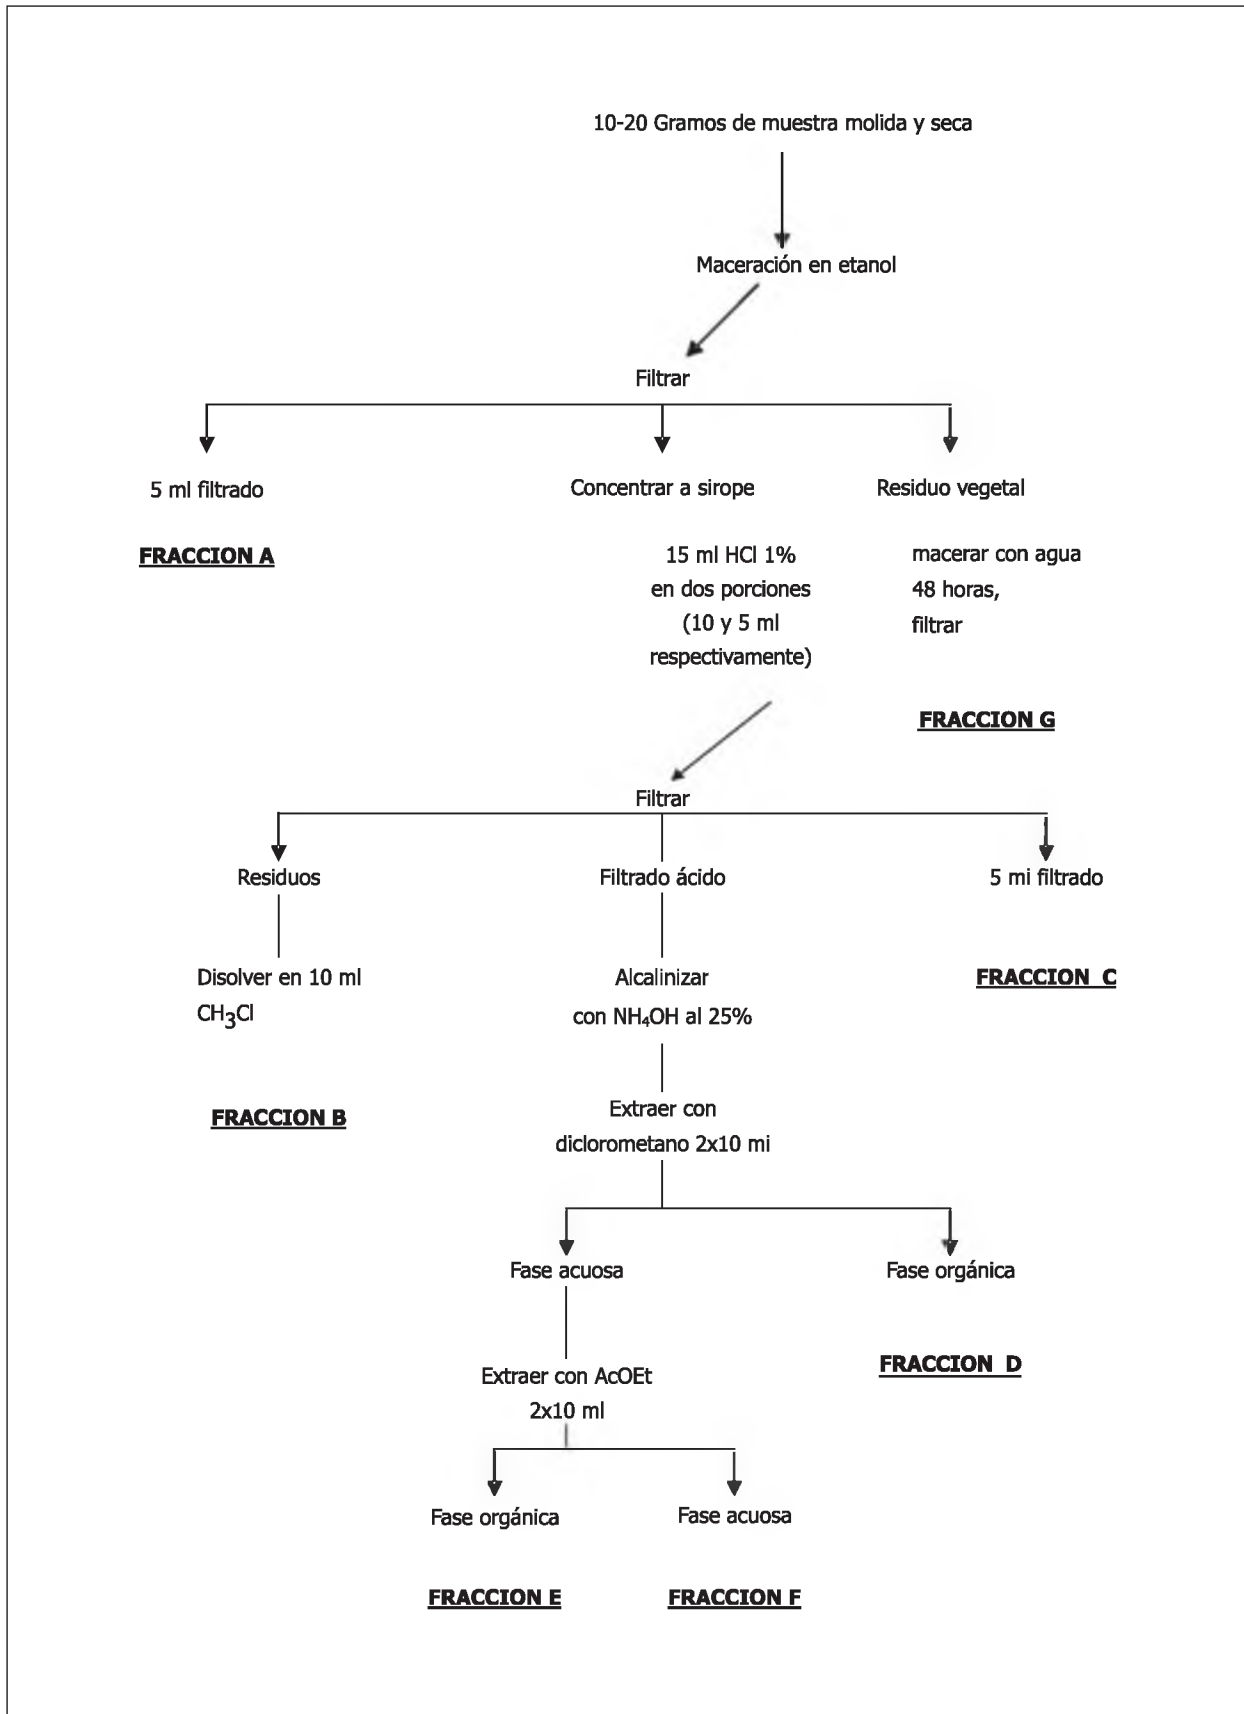 10-20 Gramos de muestra molida y seca
Maceración en etanol
Filtrar
5 ml filtrado
Concentrar a sirope
Residuo vegetal
FRACCION A
15 ml HCl 1%
en dos porciones
(10 y 5 ml
respectivamente)
macerar con agua
48 horas,
filtrar
FRACCION G
Filtrar
Residuos
Filtrado ácido
5 mi filtrado
Disolver en 10 ml
CH3Cl
Alcalinizar
con NH4OH al 25%
FRACCION C
FRACCION B
Extraer con
diclorometano 2x10 mi
Fase acuosa
Fase orgánica
Extraer con AcOEt
2x10 ml
FRACCION D
Fase orgánica
Fase acuosa
FRACCION E
FRACCION F